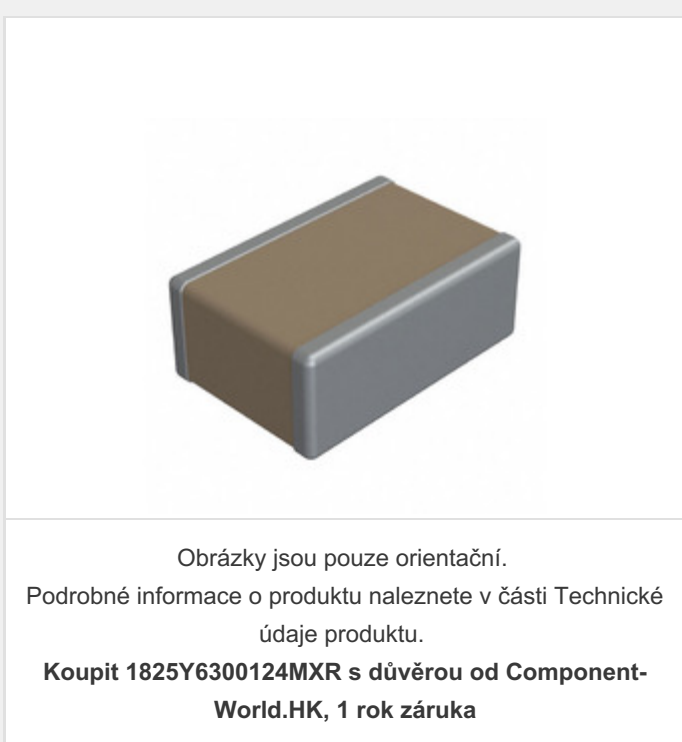 Obrázky jsou pouze orientační.
Podrobné informace o produktu naleznete v části Technické
údaje produktu.
Koupit 1825Y6300124MXR s důvěrou od Component-
World.HK, 1 rok záruka